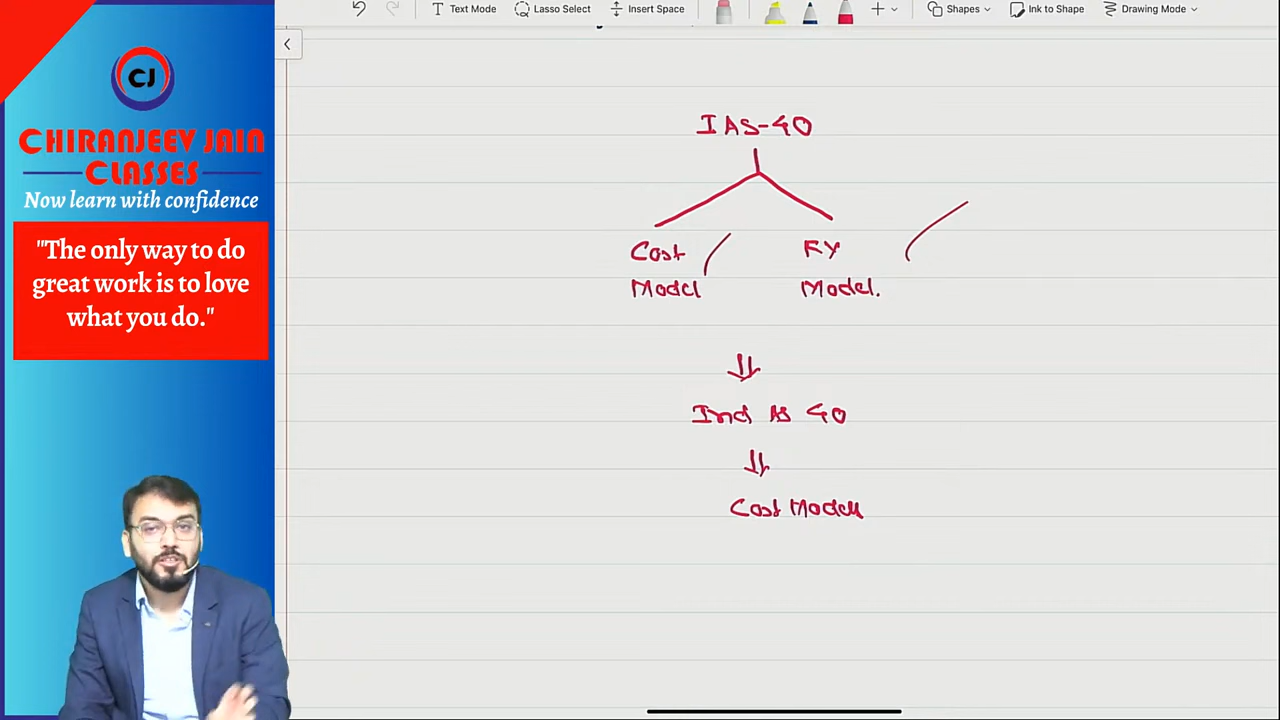 Text Mode Lasso Select Insert Space Shapes Ink to Shape Drawing Mode
CJ
CHIRANJEEV JAIN
CLASSES
Now learn with confidence
"The only way to do
great work is to love
what you do."
IAS-40
Cost
Model
FV
Model.
Ind As 40
Cost Model